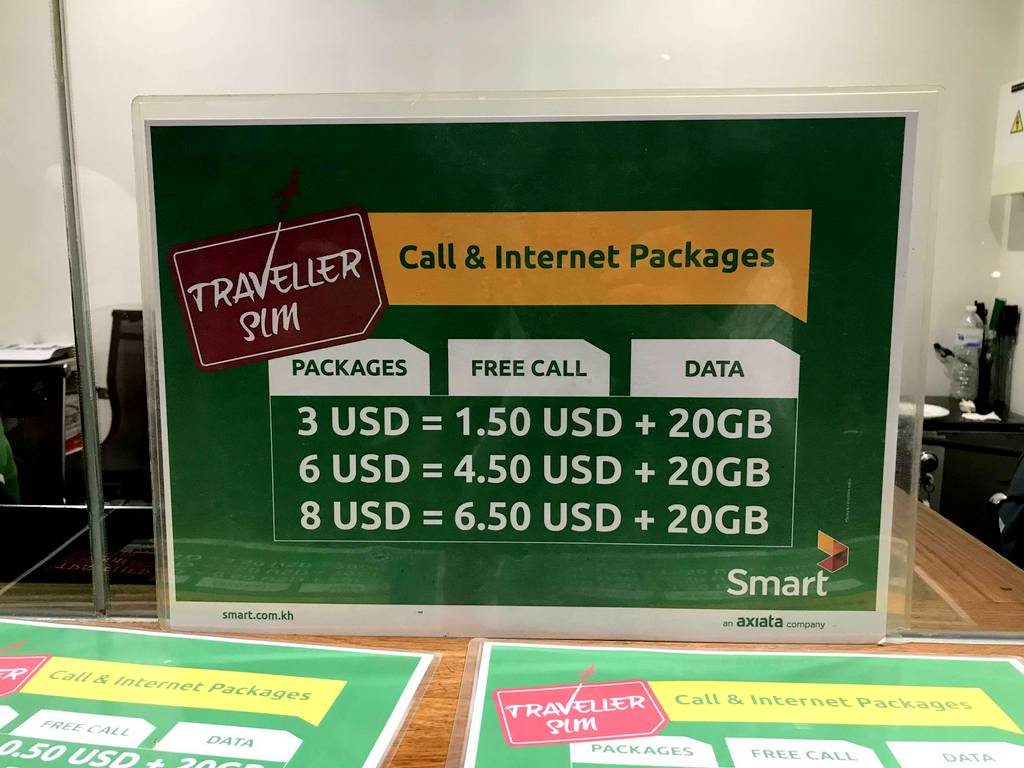 Call & Internet Packages
TRAVELLER
SIM
PACKAGES FREE CALL DATA
3 USD = 1.50 USD + 20GB
6 USD = 4.50 USD + 20GB
8 USD = 6.50 USD + 20GB
Smart
smart.com.kh
an axiata company
Call & Internet Packages
FREE CALL DATA
0.50 USD + 20GB
TRAVELLER
SIM
Call & Internet Packages
PACKAGES FREE CALL DATA